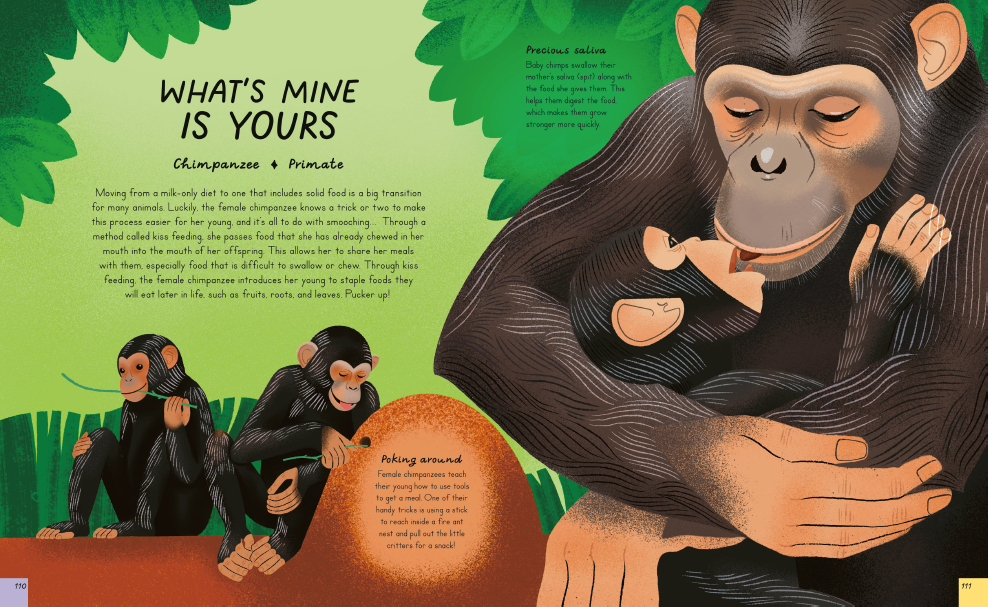 WHAT'S MINE
IS YOURS
Chimpanzee ♦ Primate
Moving from a milk-only diet to one that includes solid food is a big transition
for many animals. Luckily, the female chimpanzee knows a trick or two to make
this process easier for her young, and it's all to do with smooching... Through a
method called kiss feeding, she passes food that she has already chewed in her
mouth into the mouth of her offspring. This allows her to share her meals
with them, especially food that is difficult to swallow or chew. Through kiss
feeding, the female chimpanzee introduces her young to staple foods they
will eat later in life, such as fruits, roots, and leaves. Pucker up!
Precious saliva
Baby chimps swallow their
mother's saliva (spit) along with
the food she gives them. This
helps them digest the food,
which makes them grow
stronger more quickly.
Poking around
Female chimpanzees teach
their young how to use tools
to get a meal. One of their
handy tricks is using a stick
to reach inside a fire ant
nest and pull out the little
critters for a snack!
110
111